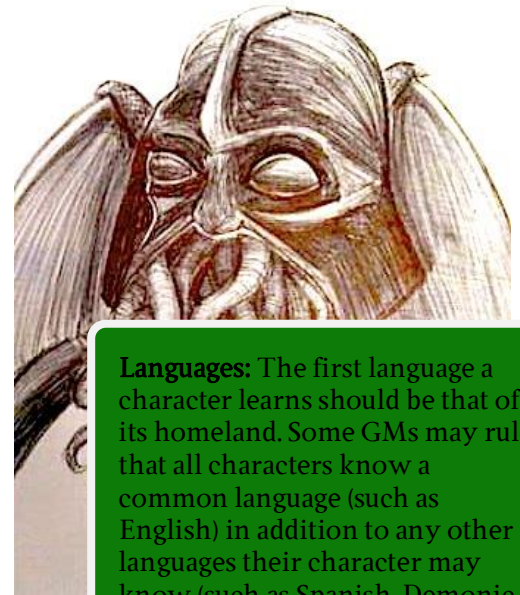 Languages: The first language a
character learns should be that of
its homeland. Some GMs may
that all characters know a
common language (such as
English) in addition to any other
languages their character may
know (such as Spanish, Demonic